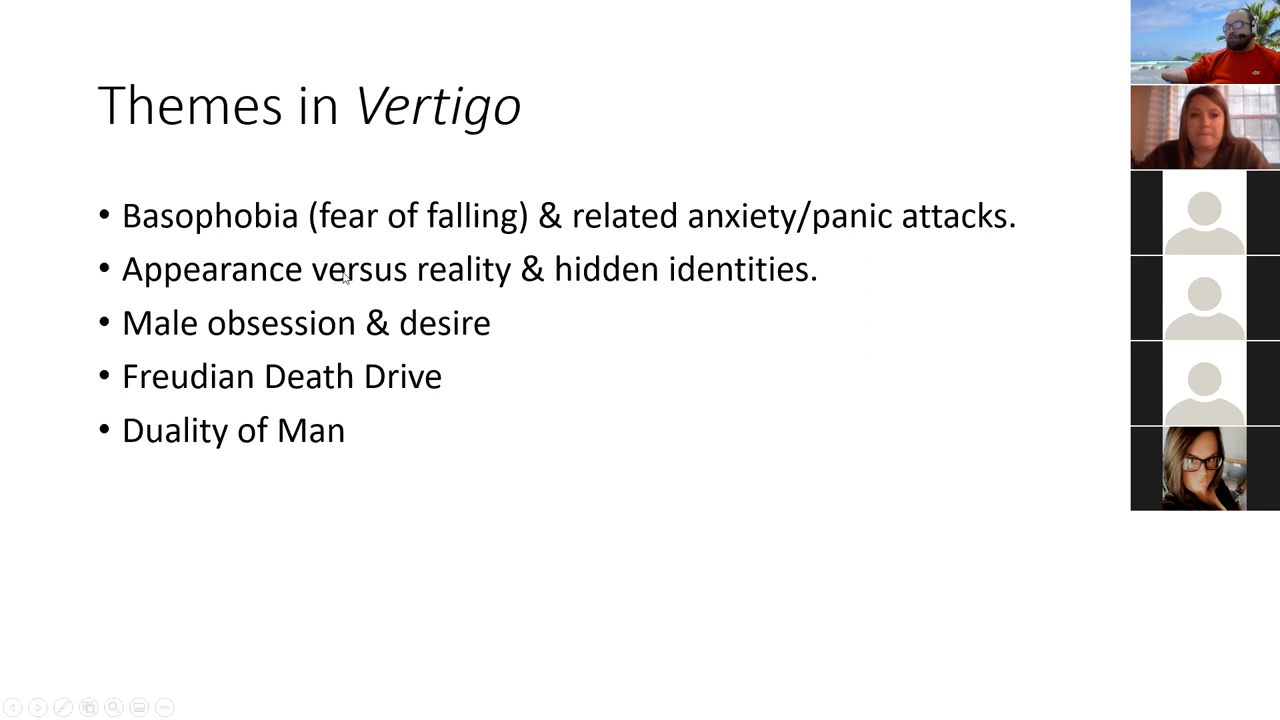 Themes in Vertigo
• Basophobia (fear of falling) & related anxiety/panic attacks.
• Appearance versus reality & hidden identities.
• Male obsession & desire
• Freudian Death Drive
• Duality of Man